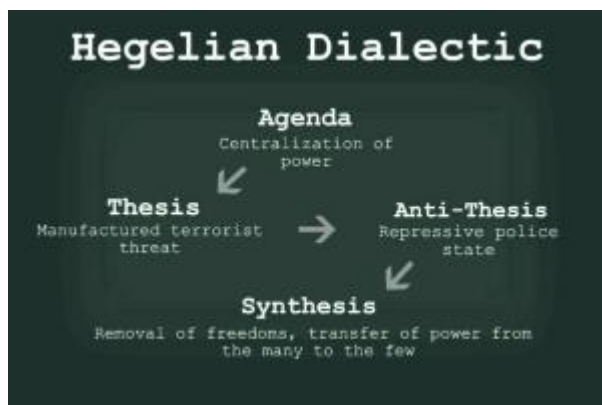 Hegelian Dialectic
Agenda
Centralization of
power
Thesis
Manufactured terrorist
threat
Anti-Thesis
Repressive police
state
Synthesis
Removal of freedoms, transfer of power from
the many to the few